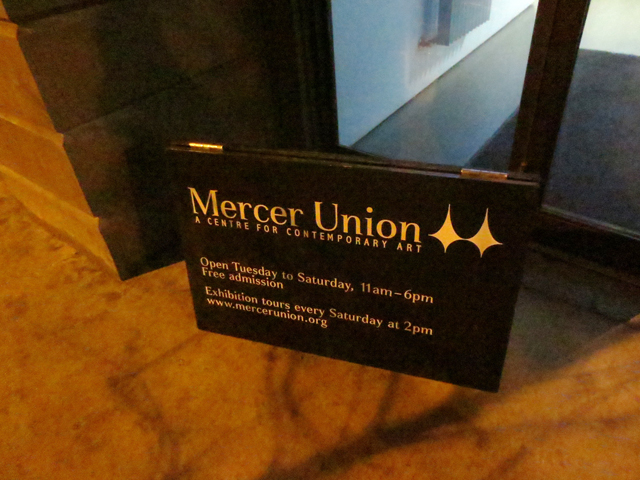 Mercer Union
A CENTRE FOR CONTEMPORARY ART
Open Tuesday to Saturday, 11am–6pm
Free admission
Exhibition tours every Saturday at 2pm
www.mercerunion.org